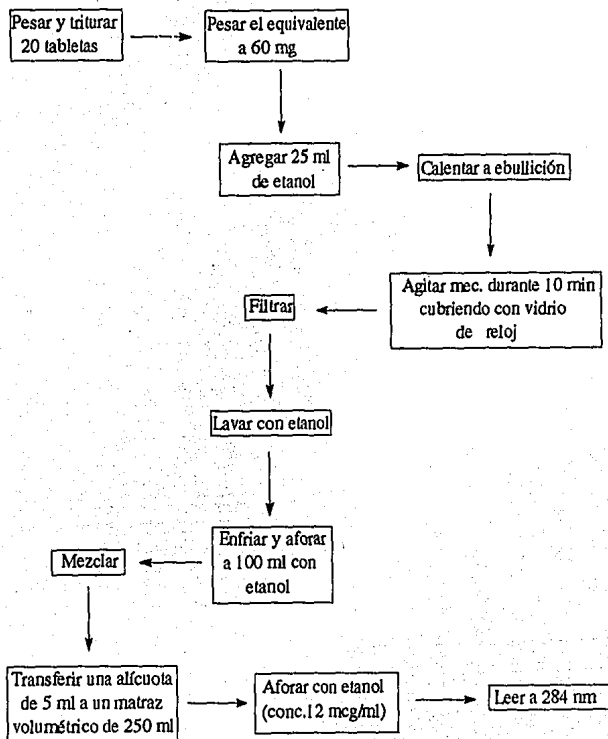 Pesar y triturar
20 tabletas
Pesar el equivalente
a 60 mg
Agregar 25 ml
de etanol
Calentar a ebullición
Agitar mec. durante 10 min
cubriendo con vidrio
de reloj
Filtrar
Lavar con etanol
Enfriar y aforar
a 100 ml con
etanol
Mezclar
Transferir una alícuota
de 5 ml a un matraz
volumétrico de 250 ml
Aforar con etanol
(conc.12 mcg/ml)
Leer a 284 nm